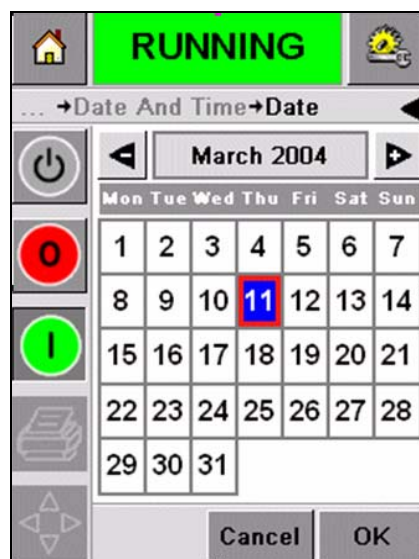 RUNNING
... →Date And Time→Date
March 2004
Mon Tue Wed Thu Fri Sat Sun
1 2 3 4 5 6 7
8 9 10 11 12 13 14
O
15 16 17 18 19 20 21
I
22 23 24 25 26 27 28
29 30 31
Cancel OK